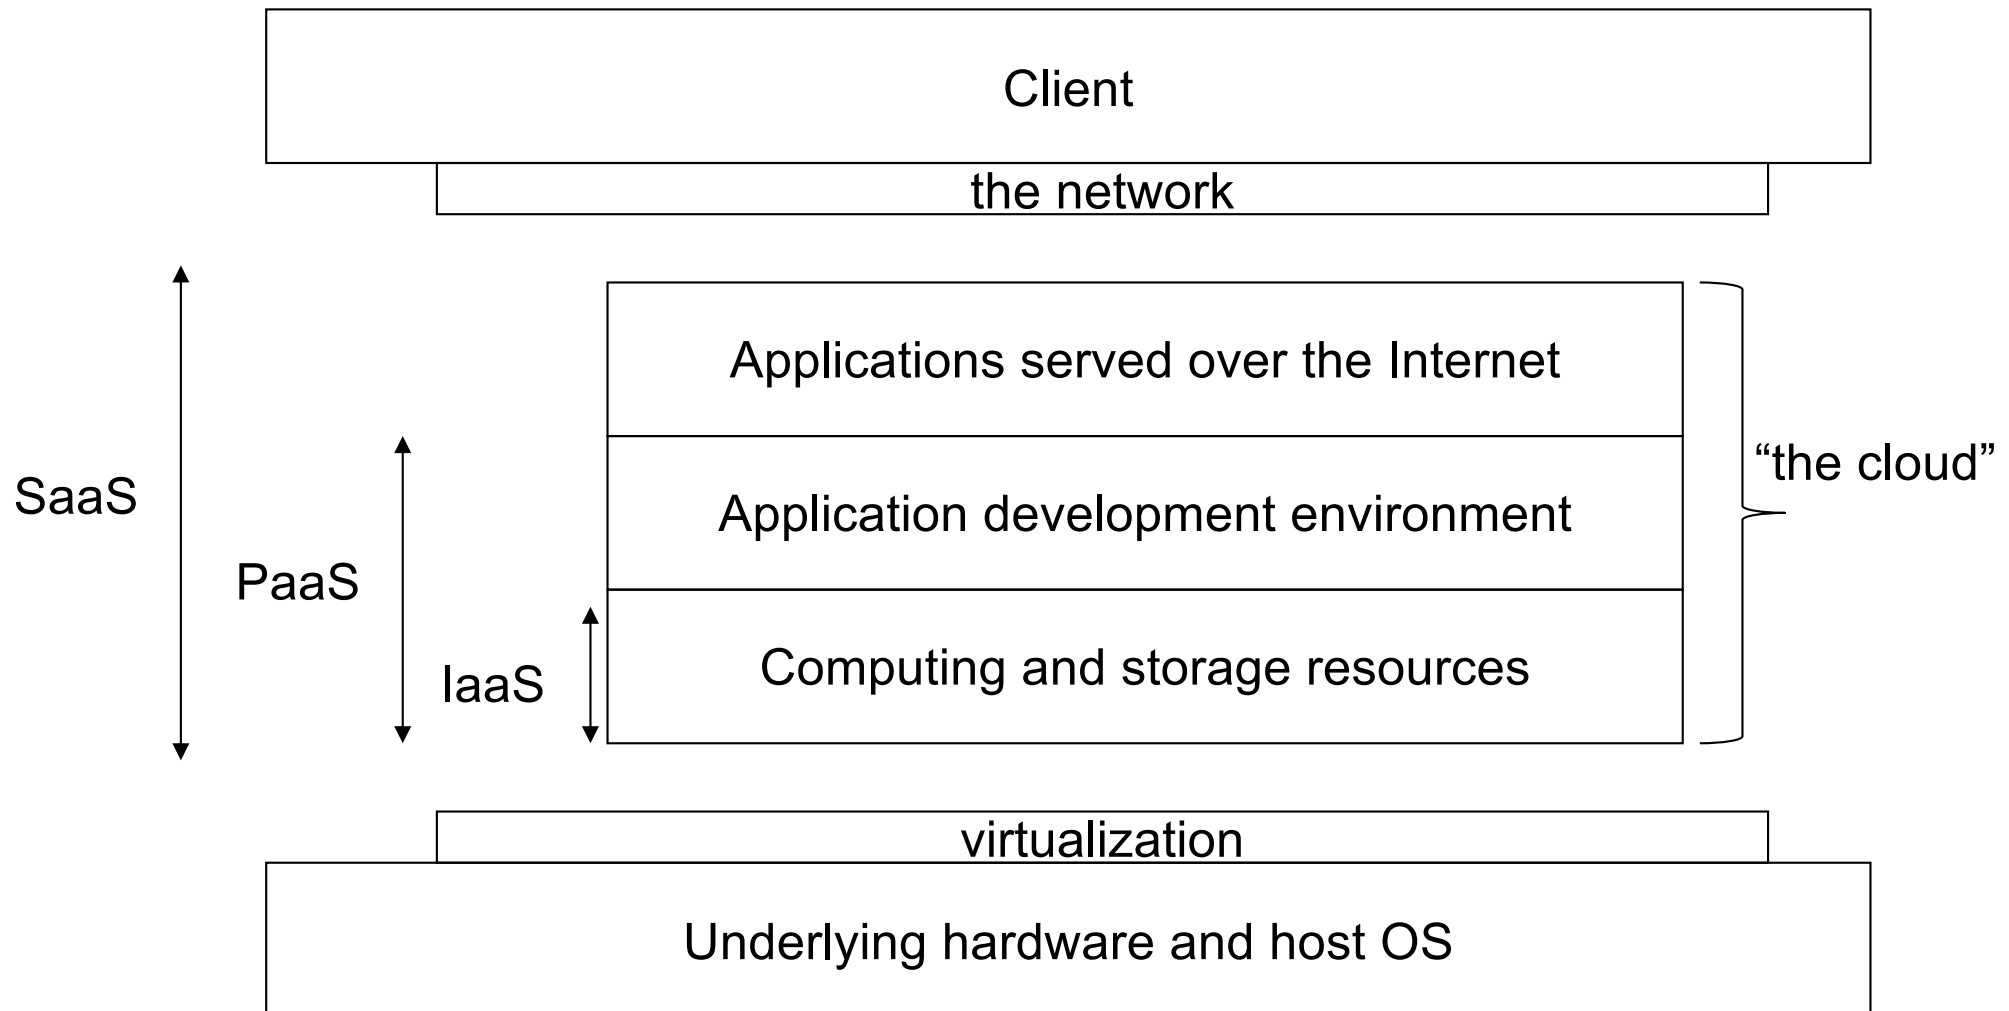 Client
the network
Applications served over the Internet
“the cloud”
SaaS
Application development environment
PaaS
IaaS
Computing and storage resources
virtualization
Underlying hardware and host OS